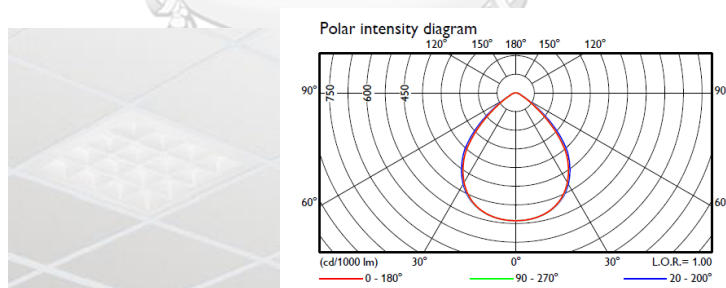 Polar intensity diagram
120° 150° 180° 150° 120°
90° 750 600 450 90
60° 60
(cd/1000 lm) 30° 0° 30° L.O.R.= 1.00
0 - 180° 90 - 270° 20 - 200°